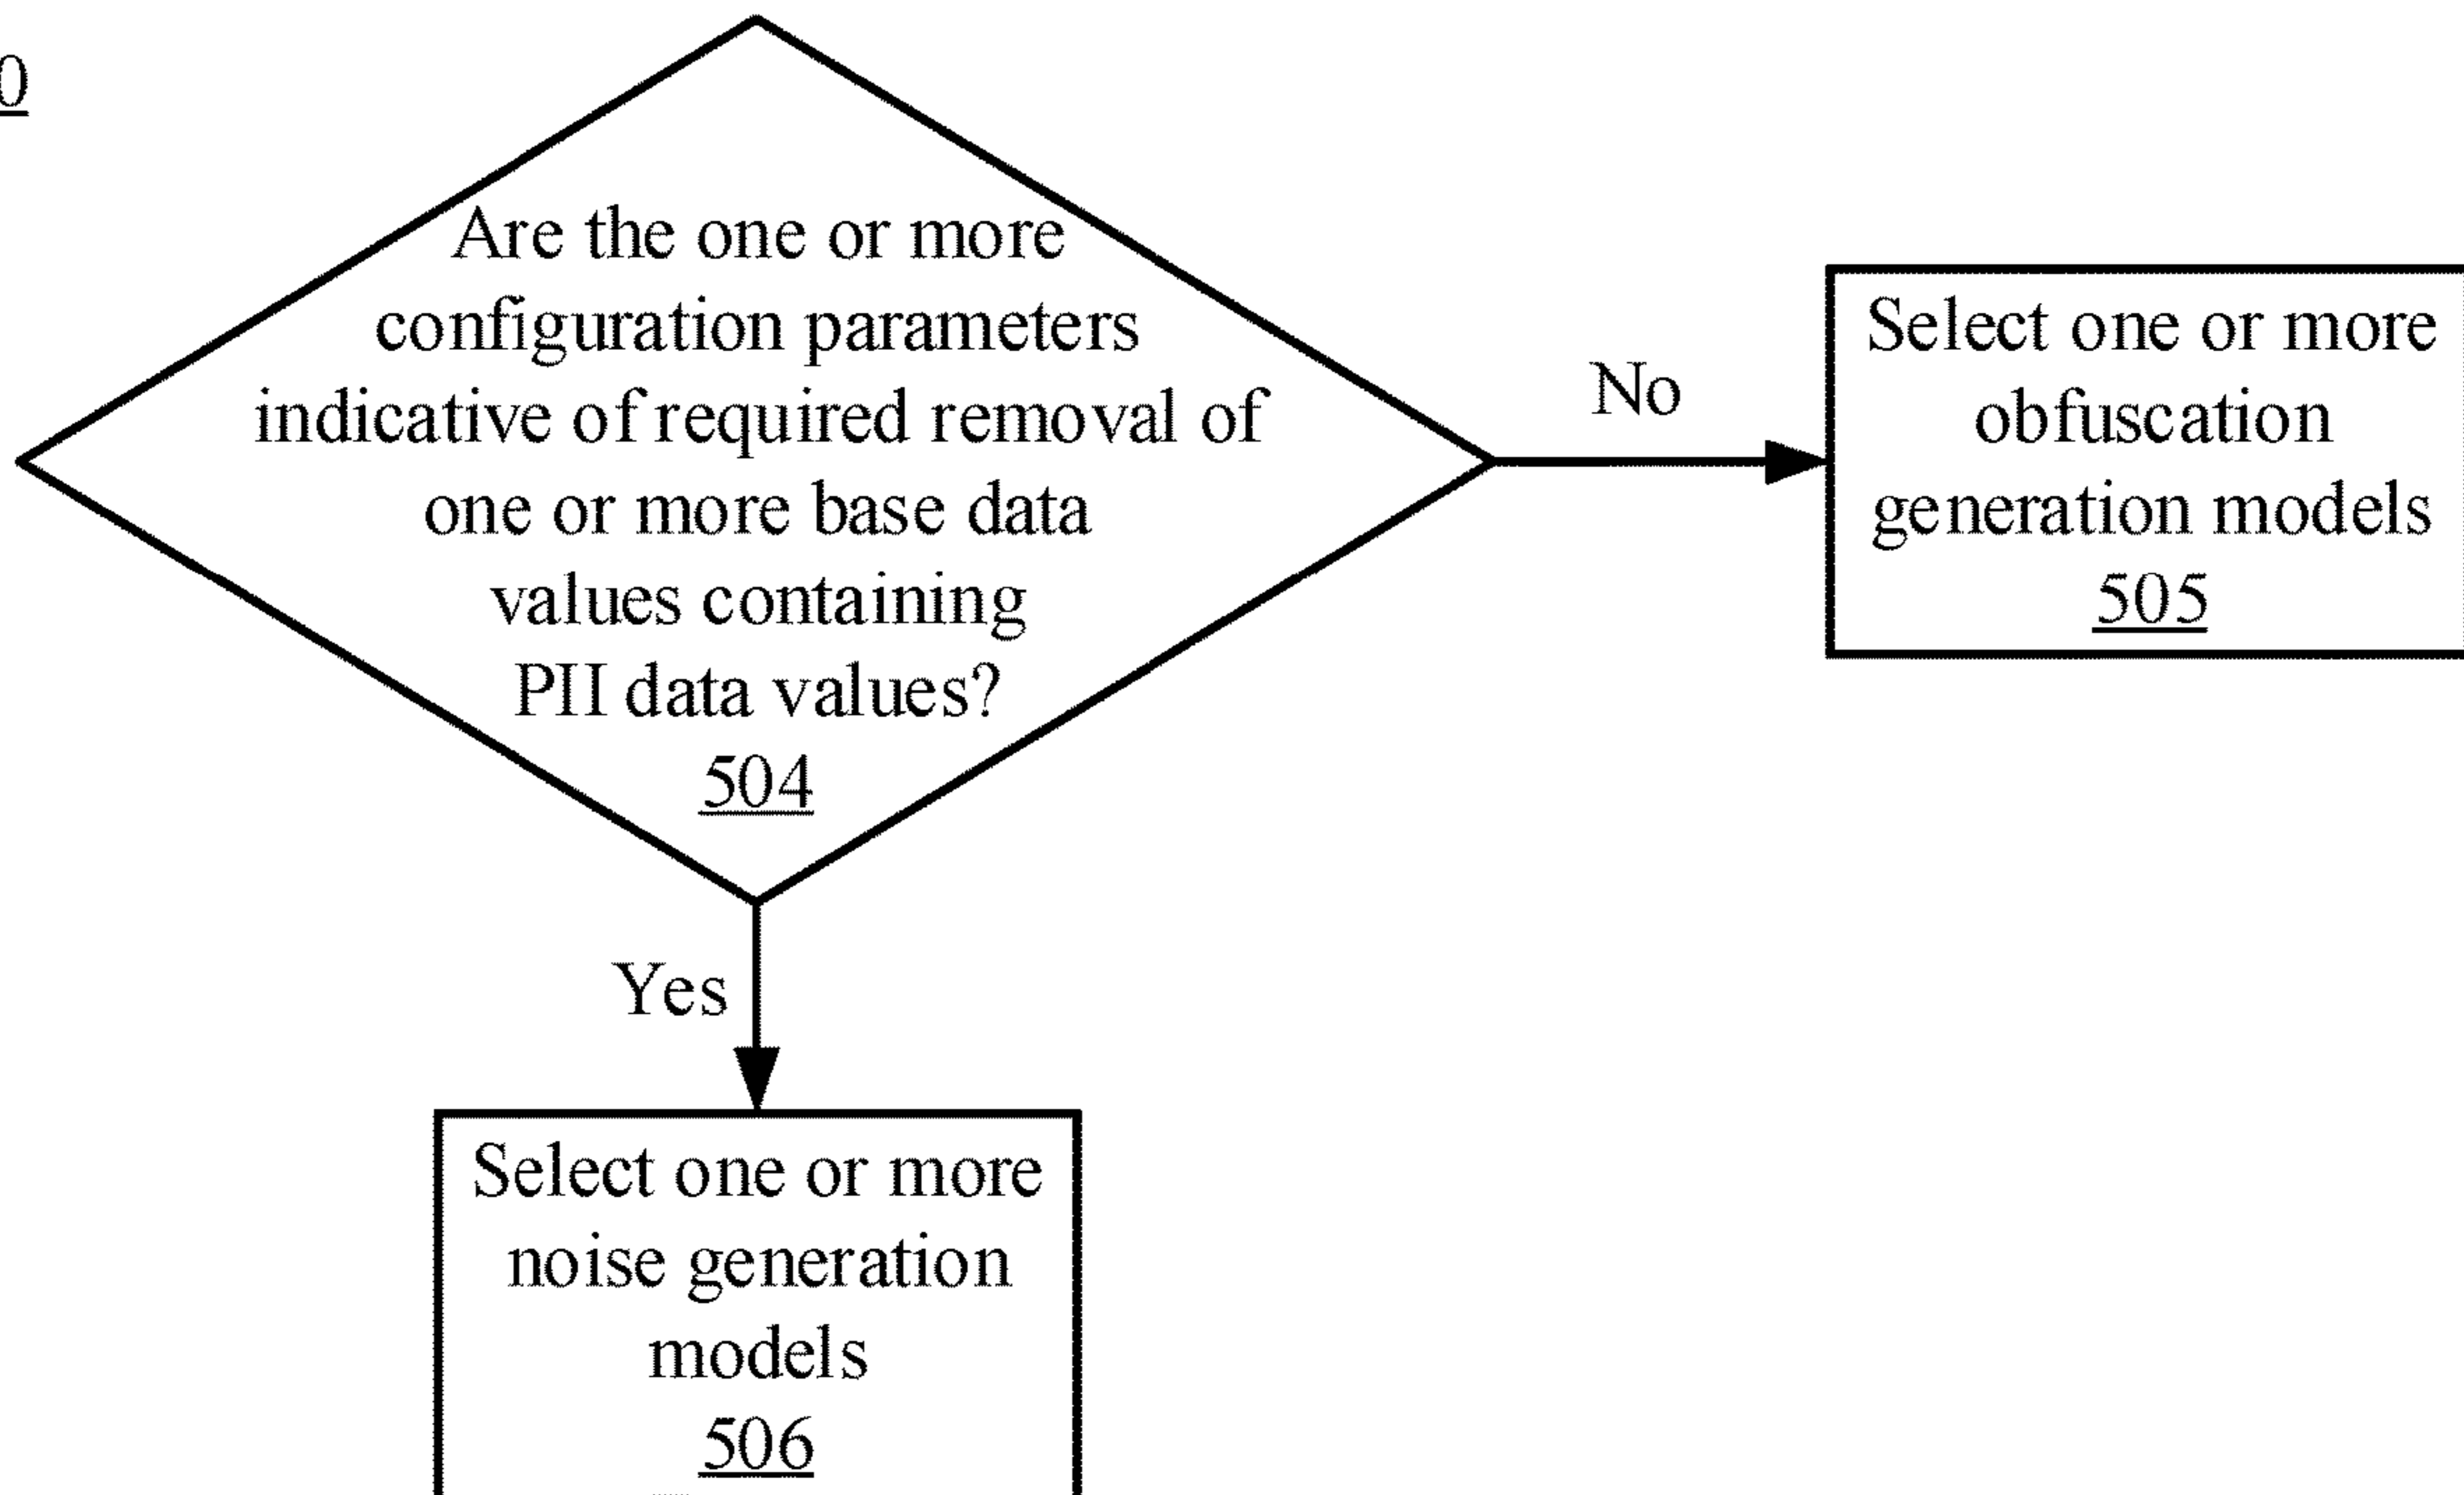 0
Are the one or more
configuration parameters
indicative of required removal of
one or more base data
values containing
PII data values?
504
No
Select one or more
obfuscation
generation models
505
Yes
Select one or more
noise generation
models
506